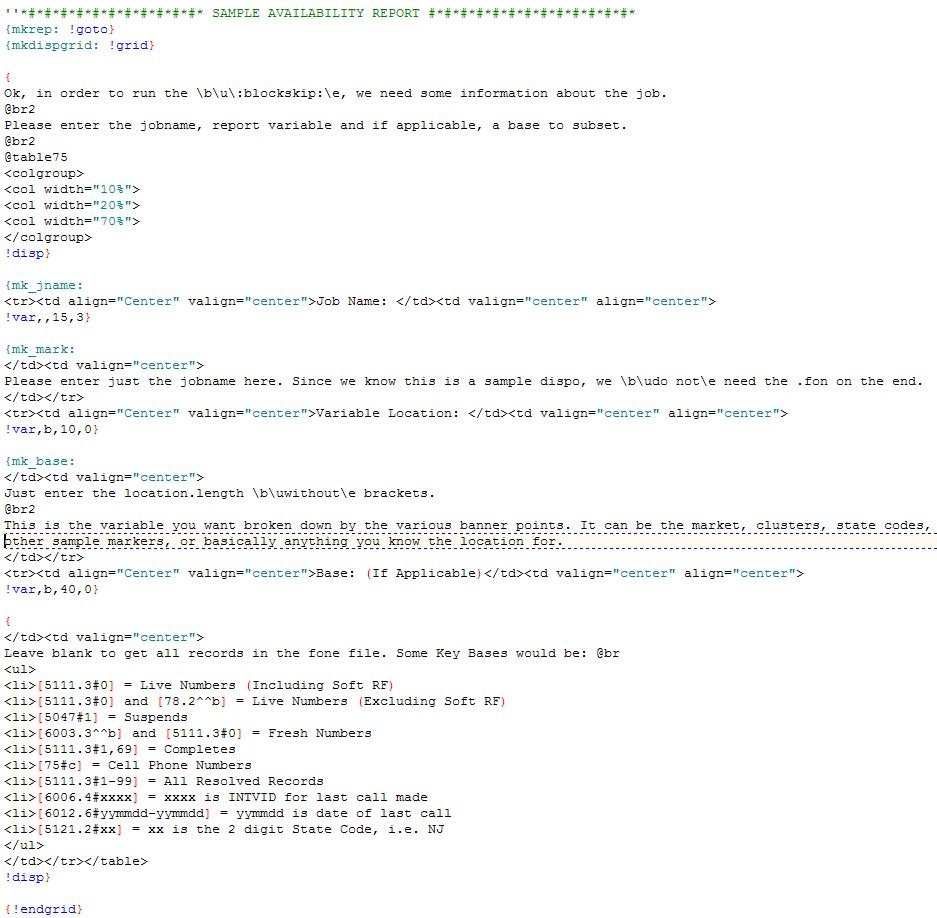 ''*#*#*#*#*#*#*#*#*#*#*#* SAMPLE AVAILABILITY REPORT #*#*#*#*#*#*#*#*#*#*#*#*#*
{mkrep: !goto}
{mkdispgrid: !grid}
{
Ok, in order to run the \b\u\:blockskip:\e, we need some information about the job.
@br2
Please enter the jobname, report variable and if applicable, a base to subset.
@br2
@table75
<colgroup>
<col width="10%">
<col width="20%">
<col width="70%">
</colgroup>
!disp}
{mk_jname:
<tr><td align="Center" valign="center">Job Name: </td><td valign="center" align="center">
!var,,15,3}
{mk_mark:
</td><td valign="center">
Please enter just the jobname here. Since we know this is a sample dispo, we \b\udo not\e need the .fon on the end.
</td></tr>
<tr><td align="Center" valign="center">Variable Location: </td><td valign="center" align="center">
!var,b,10,0}
{mk_base:
</td><td valign="center">
Just enter the location.length \b\uwithout\e brackets.
@br2
This is the variable you want broken down by the various banner points. It can be the market, clusters, state codes,
other sample markers, or basically anything you know the location for.
</td></tr>
<tr><td align="Center" valign="center">Base: (If Applicable)</td><td valign="center" align="center">
!var,b,40,0}
{
</td><td valign="center">
Leave blank to get all records in the fone file. Some Key Bases would be: @br
<ul>
<li>[5111.3#0] = Live Numbers (Including Soft RF)
<li>[5111.3#0] and [78.2^^b] = Live Numbers (Excluding Soft RF)
<li>[5047#1] = Suspends
<li>[6003.3^^b] and [5111.3#0] = Fresh Numbers
<li>[5111.3#1,69] = Completes
<li>[75#c] = Cell Phone Numbers
<li>[5111.3#1-99] = All Resolved Records
<li>[6006.4#xxxx] = xxxx is INTVID for last call made
<li>[6012.6#yymmdd-yymmdd] = yymmdd is date of last call
<li>[5121.2#xx] = xx is the 2 digit State Code, i.e. NJ
</ul>
</td></tr></table>
!disp}
{!endgrid}